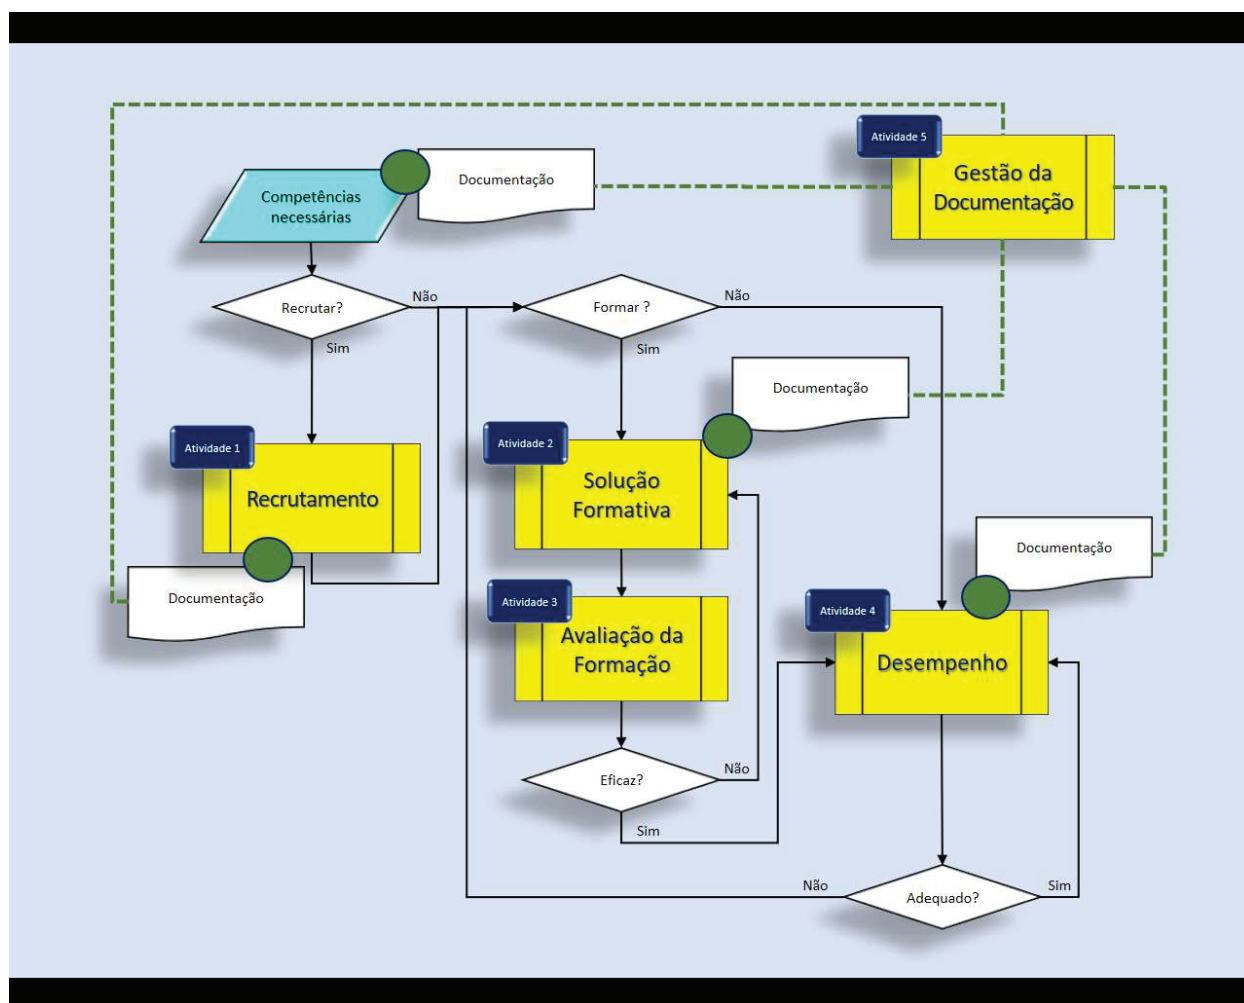 Atividade 5
Documentação
Gestão da
Documentação
Competências
necessárias
Recrutar?
Não
Formar ?
Não
Sim
Sim
Documentação
Atividade 1
Recrutamento
Atividade 2
Solução
Formativa
Documentação
Documentação
Atividade 3
Avaliação da
Formação
Atividade 4
Desempenho
Eficaz?
Não
Sim
Não
Adequado?
Sim